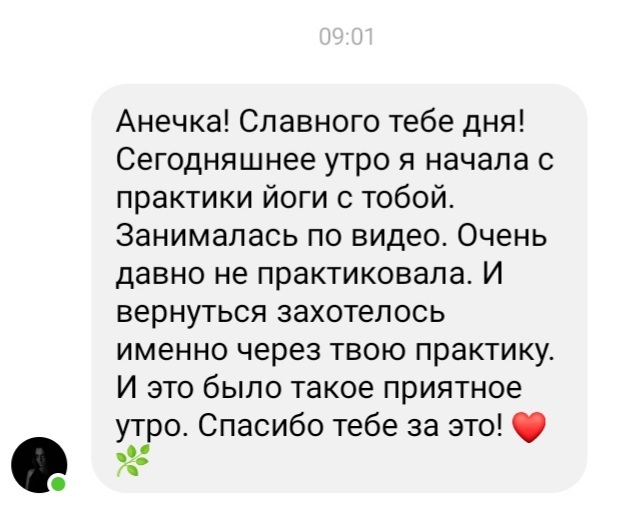 09:01
Анечка! Славного тебе дня!
Сегодняшнее утро я начала с
практики йоги с тобой.
Занималась по видео. Очень
давно не практиковала. И
вернуться захотелось
именно через твою практику.
И это было такое приятное
утро. Спасибо тебе за это! ❤️
🌿